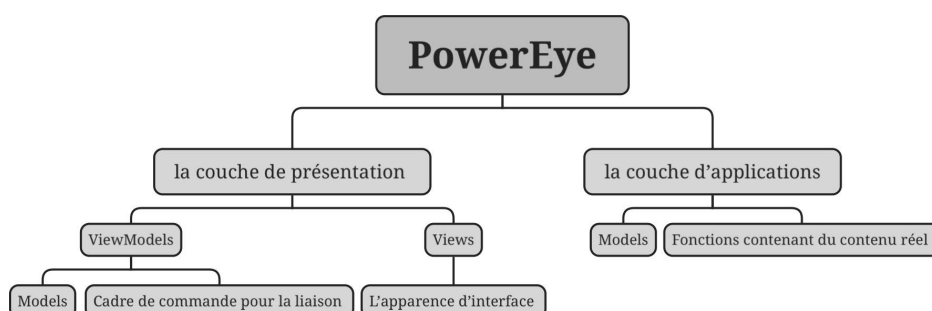 PowerEye
la couche de présentation
la couche d’applications
ViewModels
Views
Models
Fonctions contenant du contenu réel
Models
Cadre de commande pour la liaison
L’apparence d’interface